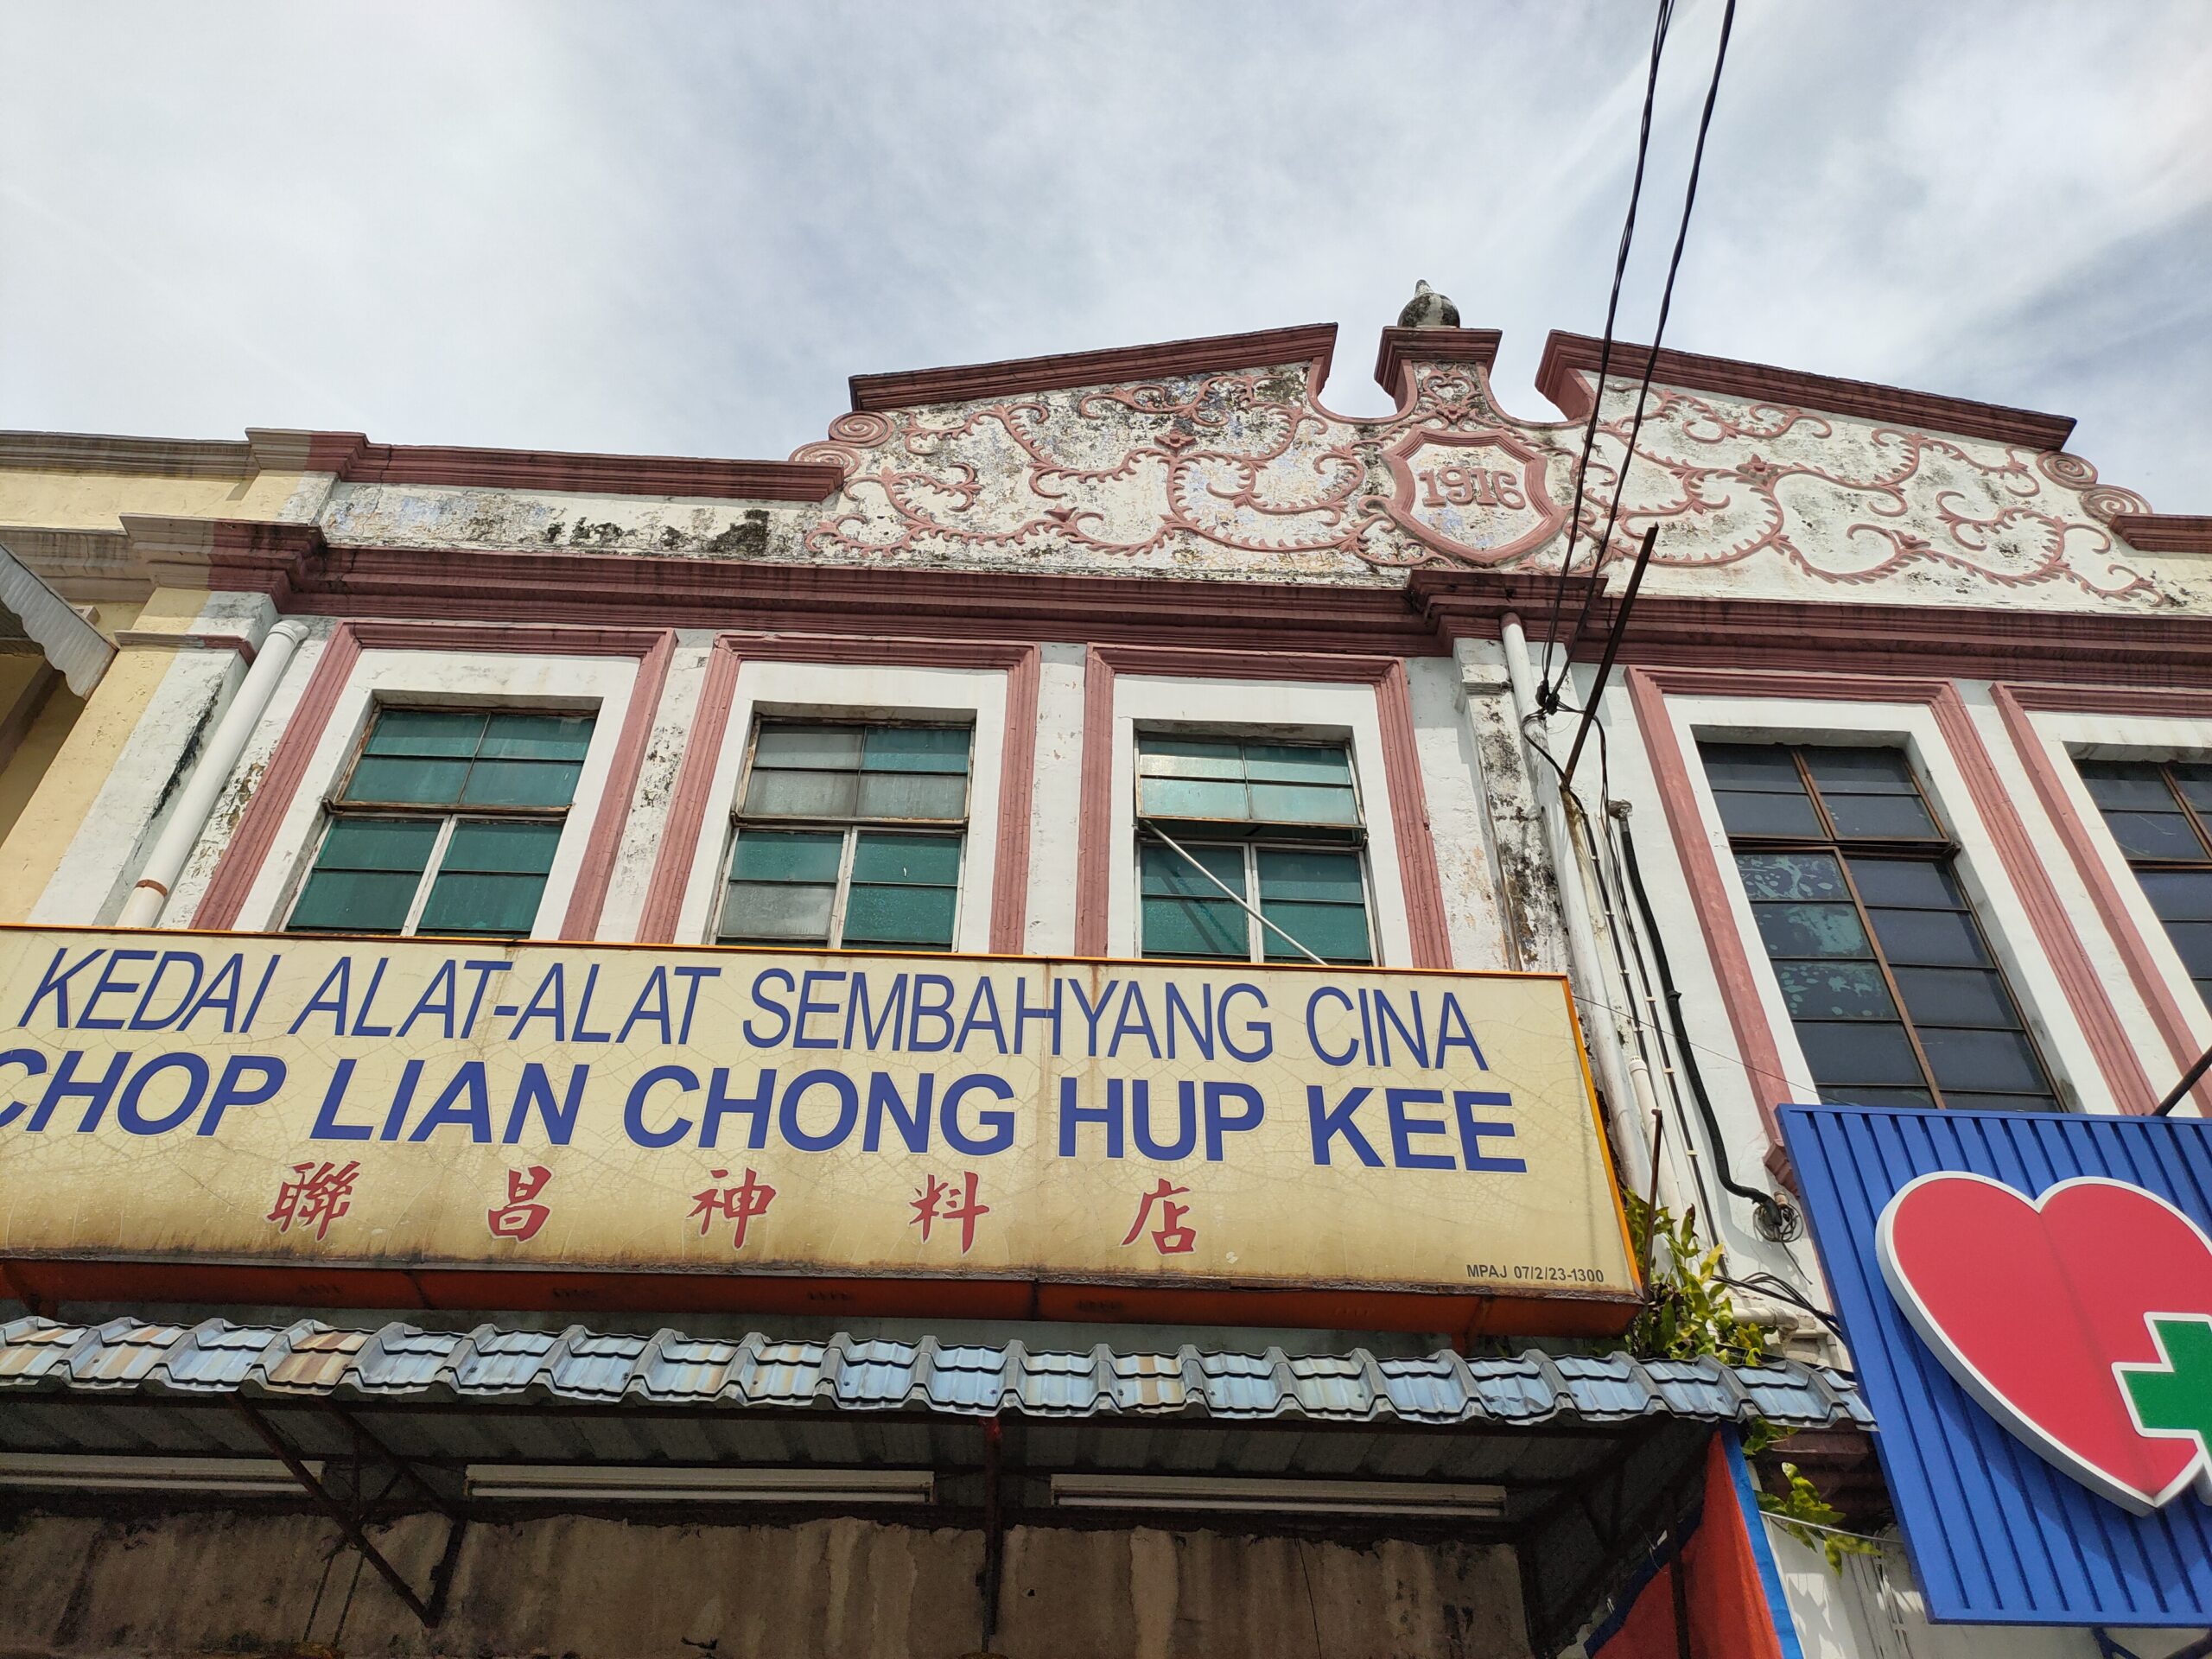 1916
KEDAI ALAT-ALAT SEMBAHYANG CINA
CHOP LIAN CHONG HUP KEE
聯昌神料店
MPAJ 07/2/23-1300